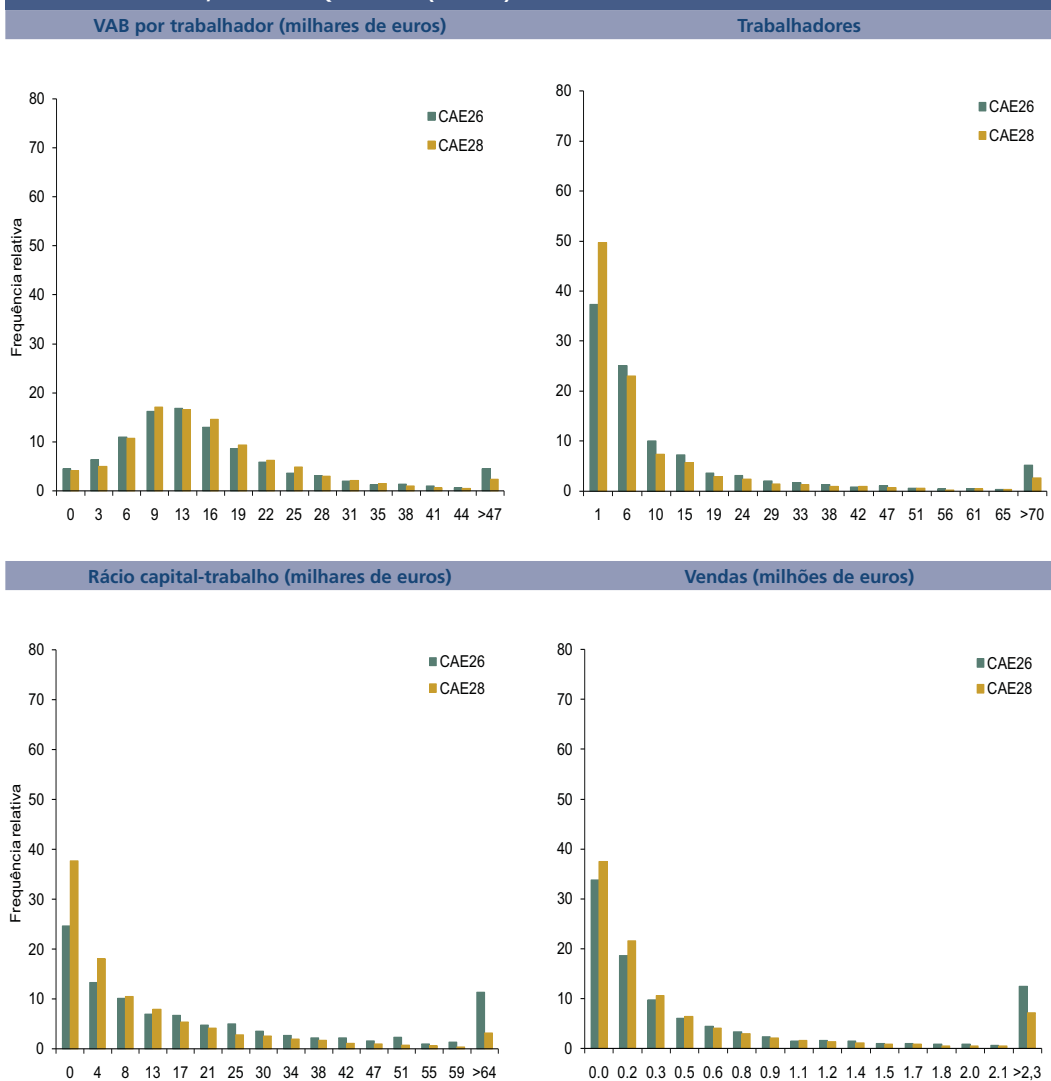 VAB por trabalhador (milhares de euros)
Trabalhadores
80
70
60
50
40
30
20
10
0
Frequência relativa
CAE26
CAE28
0 3 6 9 13 16 19 22 25 28 31 35 38 41 44 >47
80
70
60
50
40
30
20
10
0
CAE26
CAE28
1 6 10 15 19 24 29 33 38 42 47 51 56 61 65 >70
Rácio capital-trabalho (milhares de euros)
Vendas (milhões de euros)
80
70
60
50
40
30
20
10
0
Frequência relativa
CAE26
CAE28
0 4 8 13 17 21 25 30 34 38 42 47 51 55 59 >64
80
70
60
50
40
30
20
10
0
CAE26
CAE28
0.0 0.2 0.3 0.5 0.6 0.8 0.9 1.1 1.2 1.4 1.5 1.7 1.8 2.0 2.1 >2,3